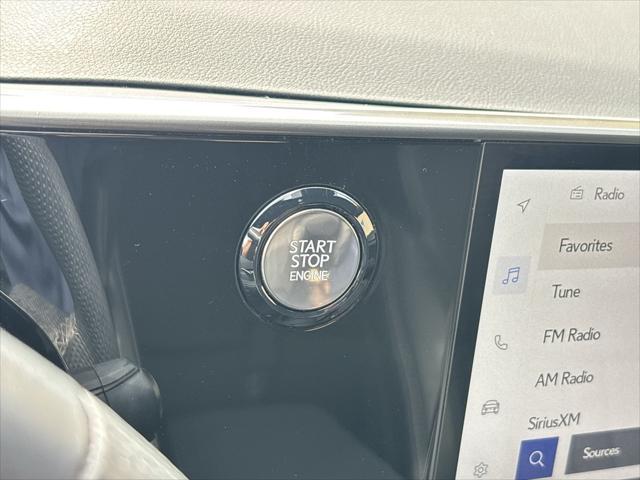 START
STOP
ENGINE
Radio
Favorites
Tune
FM Radio
AM Radio
SiriusXM
Sources